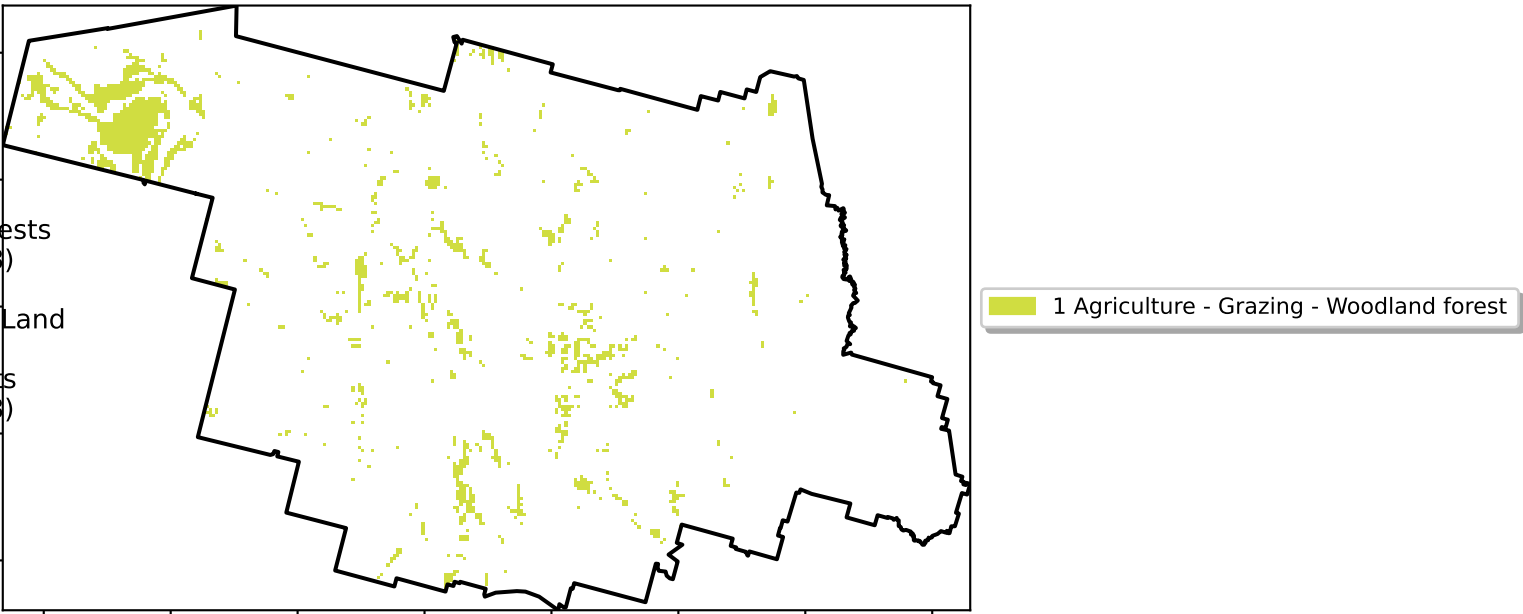 ests
)
Land
s
)
1 Agriculture - Grazing - Woodland forest